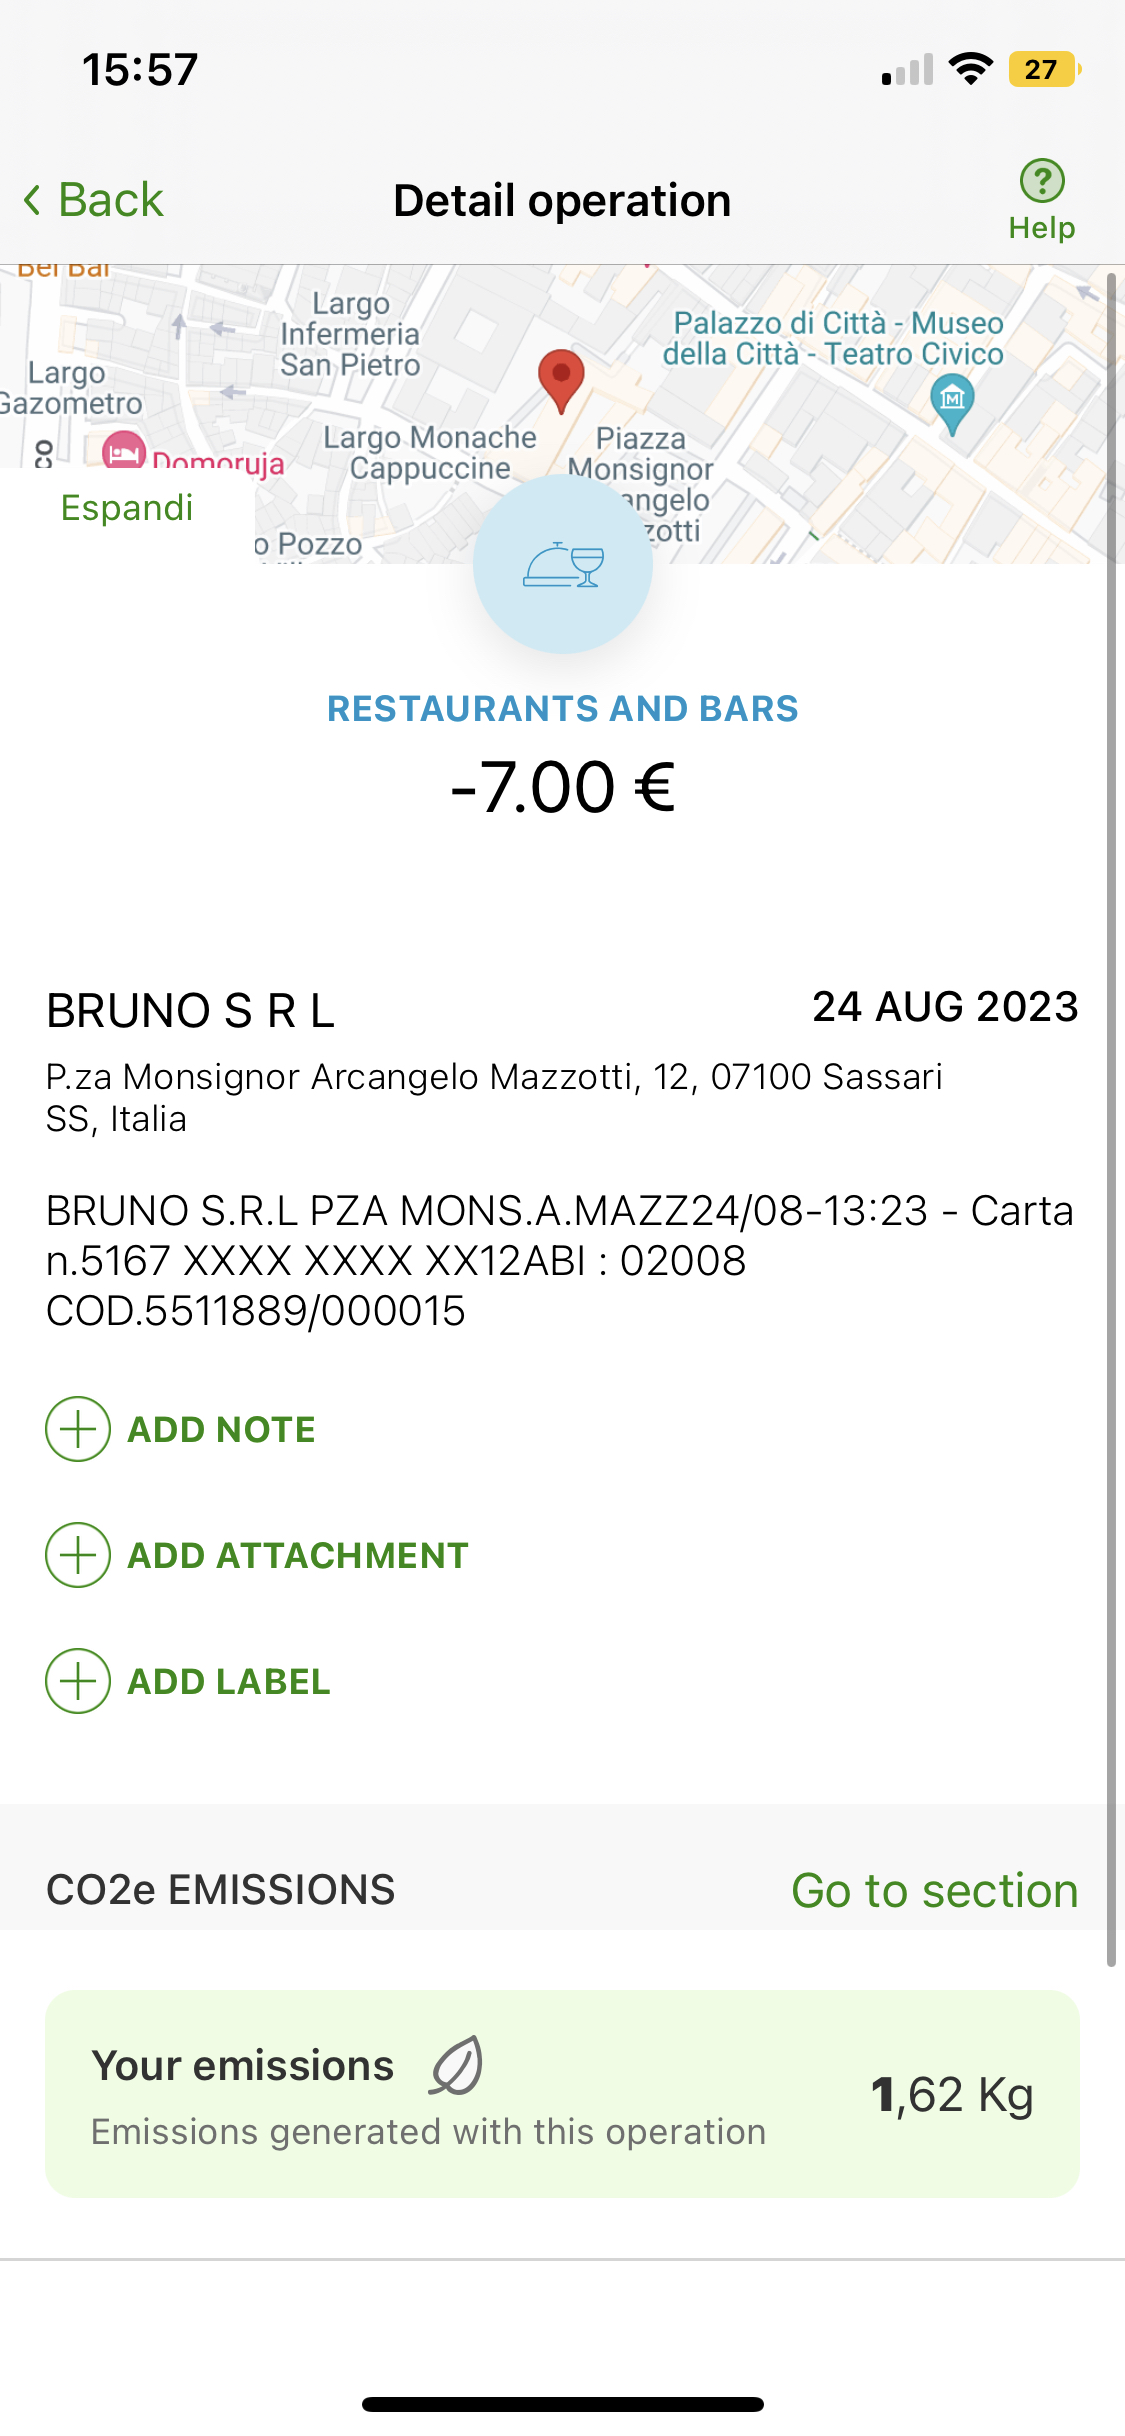 15:57
27
Back
Detail operation
Help
Bel Bar
Largo
Infermeria
San Pietro
Palazzo di Città - Museo
della Città - Teatro Civico
Largo
Gazometro
Largo Monache
Cappuccine
Piazza
Monsignor
angelo
zotti
co
Domoruja
Espandi
o Pozzo
RESTAURANTS AND BARS
-7.00 €
BRUNO S R L
24 AUG 2023
P.za Monsignor Arcangelo Mazzotti, 12, 07100 Sassari
SS, Italia
BRUNO S.R.L PZA MONS.A.MAZZ24/08-13:23 - Carta
n.5167 XXXX XXXX XX12ABI : 02008
COD.5511889/000015
ADD NOTE
ADD ATTACHMENT
ADD LABEL
CO2e EMISSIONS
Go to section
Your emissions
Emissions generated with this operation
1,62 Kg